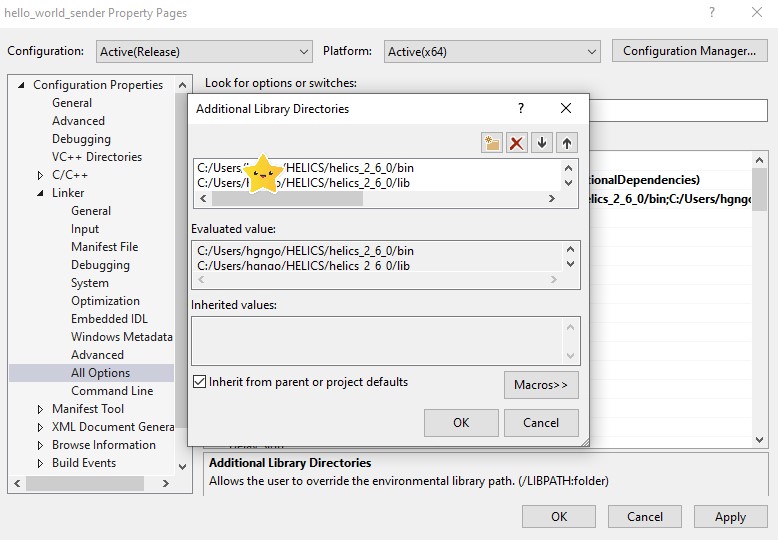 hello_world_sender Property Pages
Configuration: Active(Release) Platform: Active(x64) Configuration Manager...
Configuration Properties
General
Advanced
Debugging
VC++ Directories
C/C++
Linker
General
Input
Manifest File
Debugging
System
Optimization
Embedded IDL
Windows Metadata
Advanced
All Options
Command Line
Manifest Tool
XML Document Genera
Browse Information
Build Events
Look for options or switches:
tionalDependencies)
elics_2_6_0/bin;C:/Users/hgngo
Additional Library Directories
C:/Users/h go/HELICS/helics_2_6_0/bin
C:/Users/h go/HELICS/helics_2_6_0/lib
Evaluated value:
C:/Users/hgngo/HELICS/helics_2_6_0/bin
C:/Users/hgngo/HELICS/helics_2_6_0/lib
Inherited values:
Inherit from parent or project defaults
Macros>>
OK Cancel
Additional Library Directories
Allows the user to override the environmental library path. (/LIBPATH:folder)
OK Cancel Apply